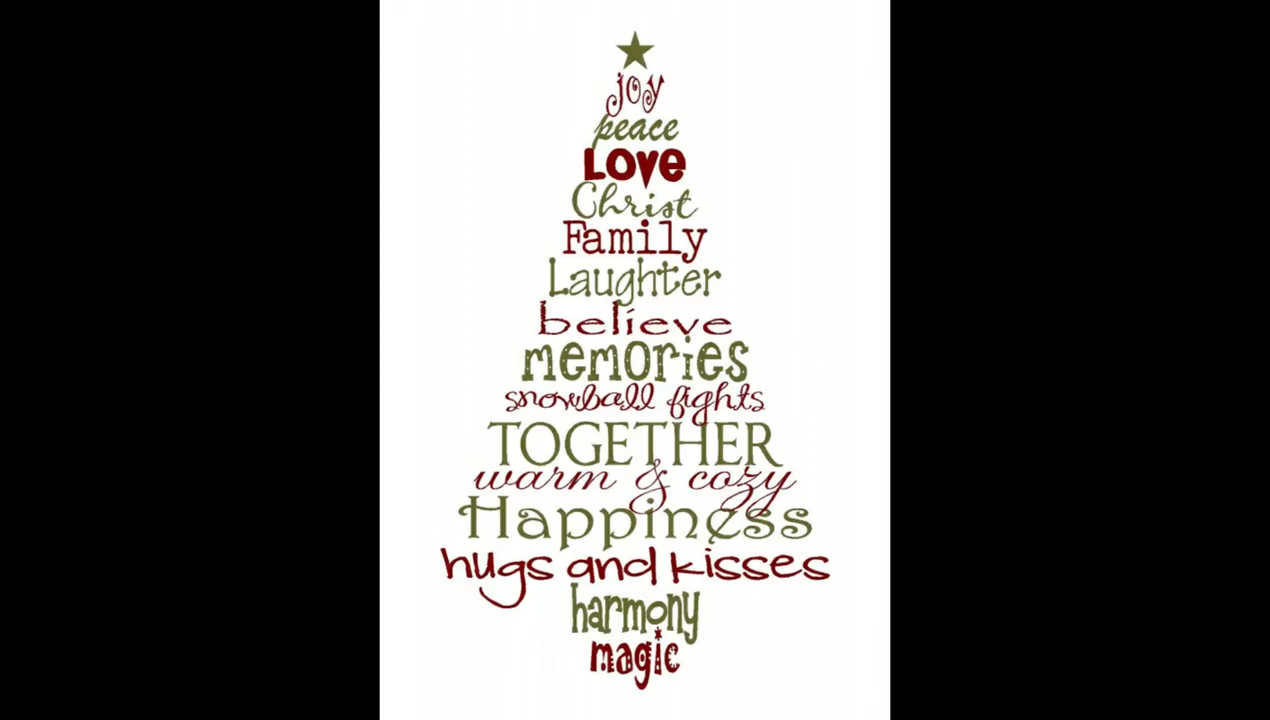 joy
peace
Love
Christ
Family
Laughter
believe
memories
snowball fights
TOGETHER
warm & cozy
Happiness
hugs and kisses
harmony
magic